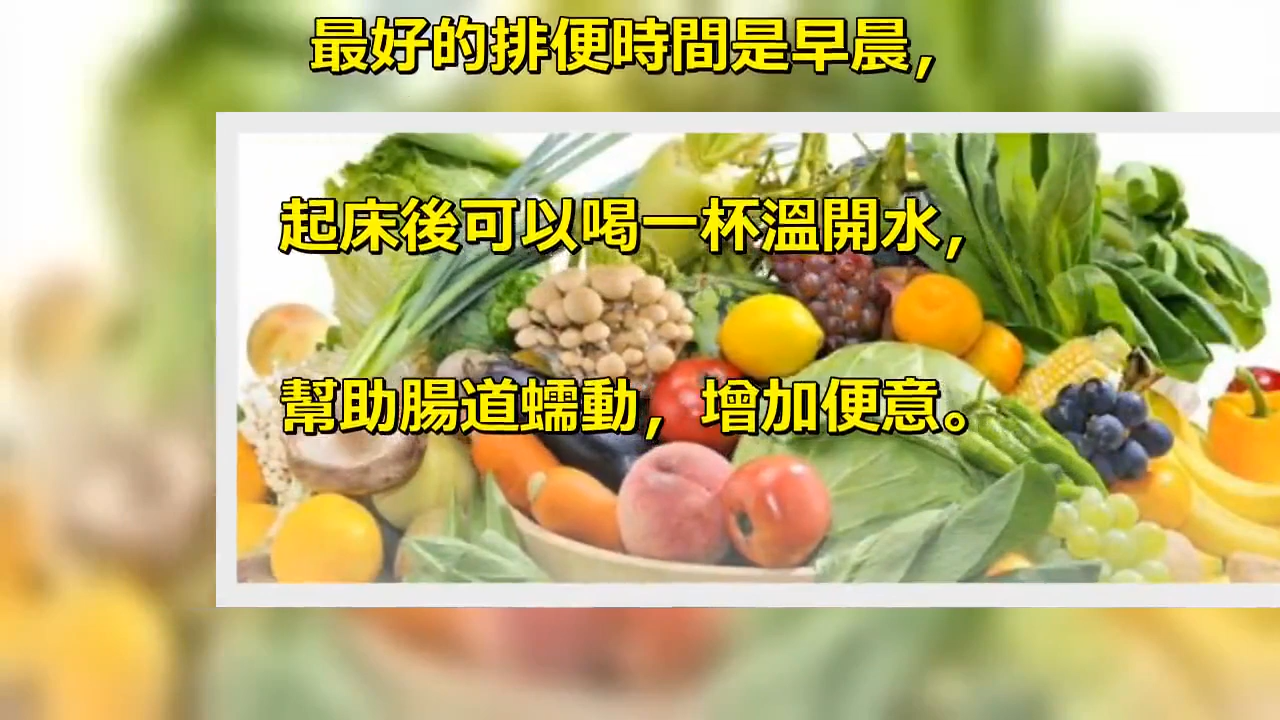 最好的排便時間是早晨，
起床後可以喝一杯溫開水，
幫助腸道蠕動，增加便意。